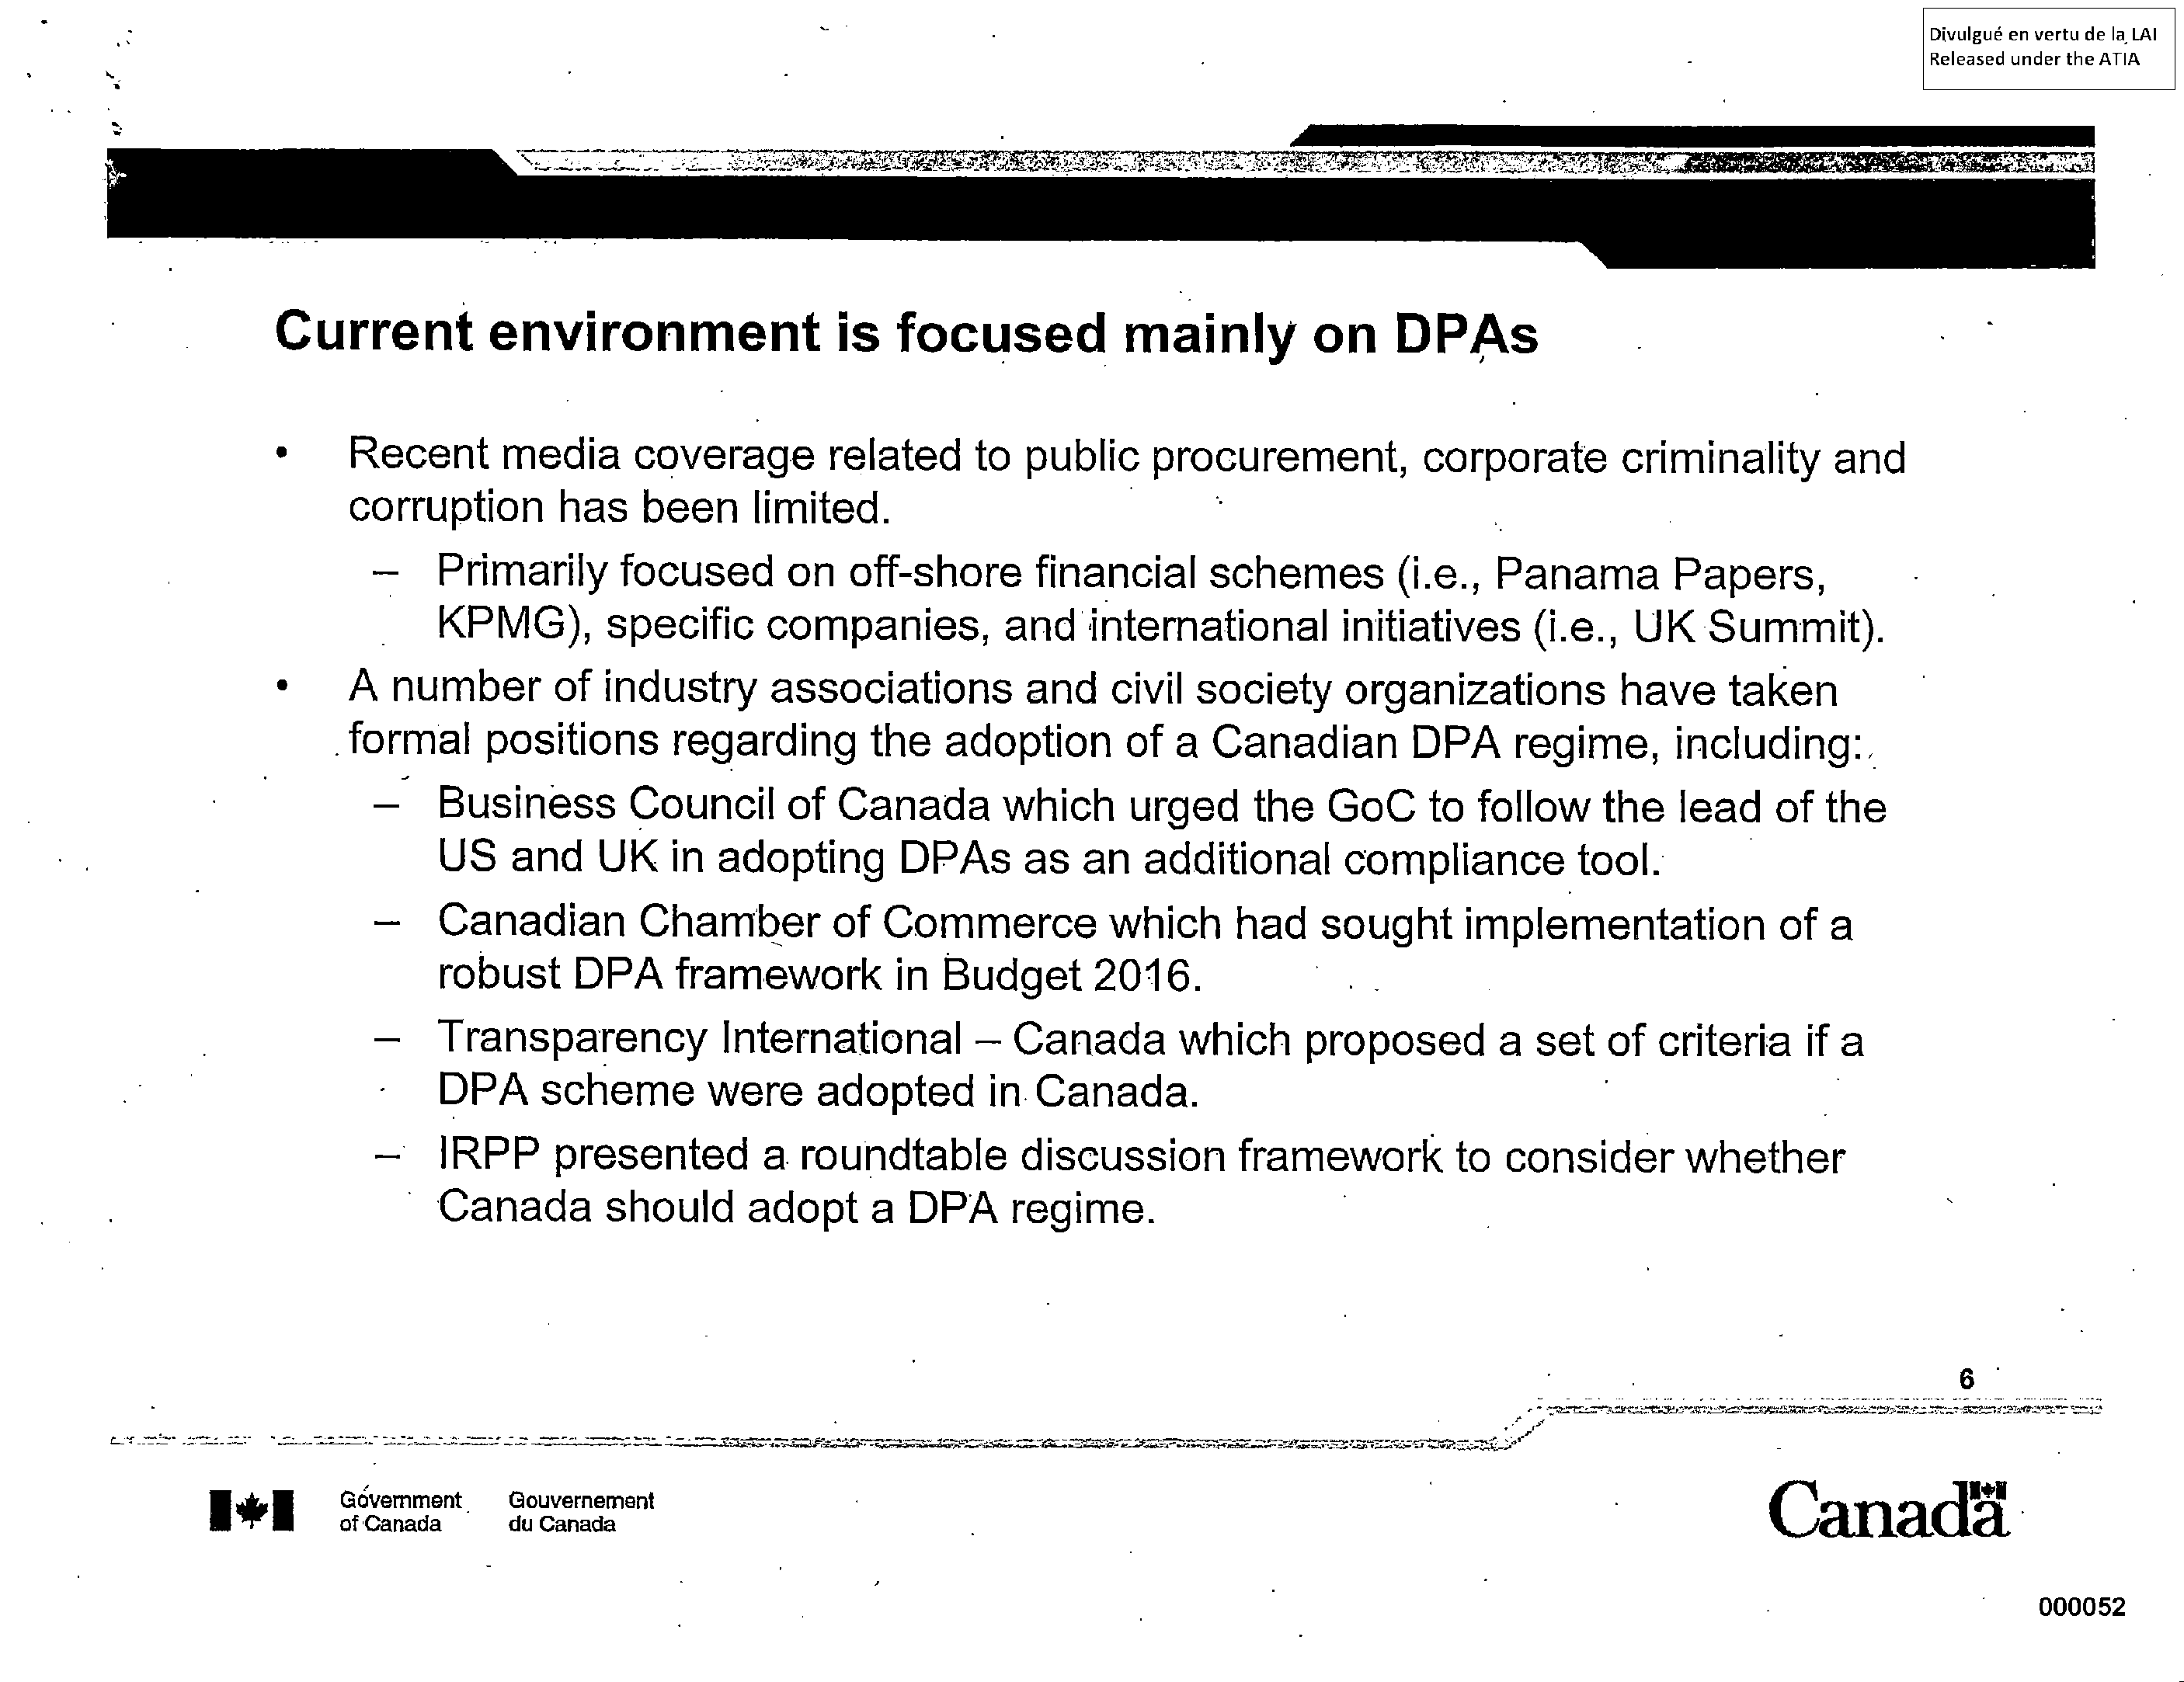 Divulgué en vertu de la LAI
Released under the ATIA
Current environment is focused mainly on DPAs
• Recent media coverage related to public procurement, corporate criminality and
corruption has been limited.
– Primarily focused on off-shore financial schemes (i.e., Panama Papers,
KPMG), specific companies, and international initiatives (i.e., UK Summit).
• A number of industry associations and civil society organizations have taken
formal positions regarding the adoption of a Canadian DPA regime, including:
– Business Council of Canada which urged the GoC to follow the lead of the
US and UK in adopting DPAs as an additional compliance tool.
– Canadian Chamber of Commerce which had sought implementation of a
robust DPA framework in Budget 2016.
– Transparency International – Canada which proposed a set of criteria if a
DPA scheme were adopted in Canada.
– IRPP presented a roundtable discussion framework to consider whether
Canada should adopt a DPA regime.
6
Government Gouvernement
of Canada du Canada
Canada
000052